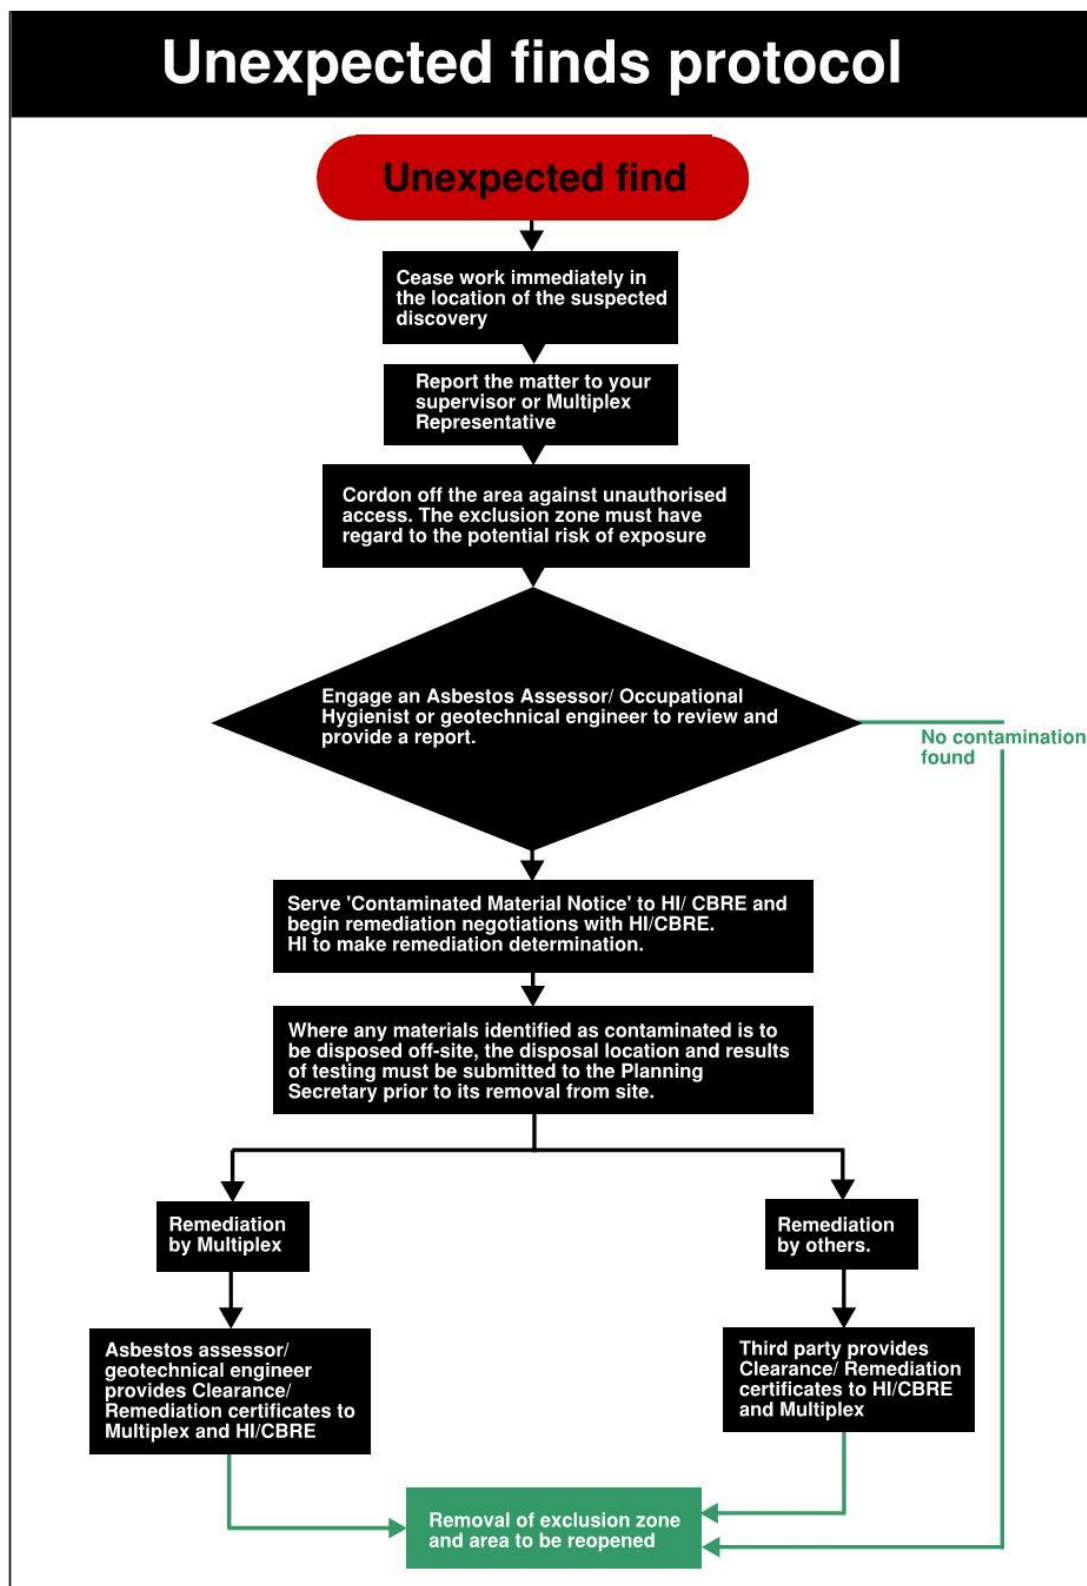 Unexpected finds protocol
Unexpected find
Cease work immediately in
the location of the suspected
discovery
Report the matter to your
supervisor or Multiplex
Representative
Cordon off the area against unauthorised
access. The exclusion zone must have
regard to the potential risk of exposure
Engage an Asbestos Assessor/ Occupational
Hygienist or geotechnical engineer to review and
provide a report.
No contamination
found
Serve 'Contaminated Material Notice' to HI/ CBRE and
begin remediation negotiations with HI/CBRE.
HI to make remediation determination.
Where any materials identified as contaminated is to
be disposed off-site, the disposal location and results
of testing must be submitted to the Planning
Secretary prior to its removal from site.
Remediation
by Multiplex
Remediation
by others.
Asbestos assessor/
geotechnical engineer
provides Clearance/
Remediation certificates to
Multiplex and HI/CBRE
Third party provides
Clearance/ Remediation
certificates to HI/CBRE
and Multiplex
Removal of exclusion zone
and area to be reopened